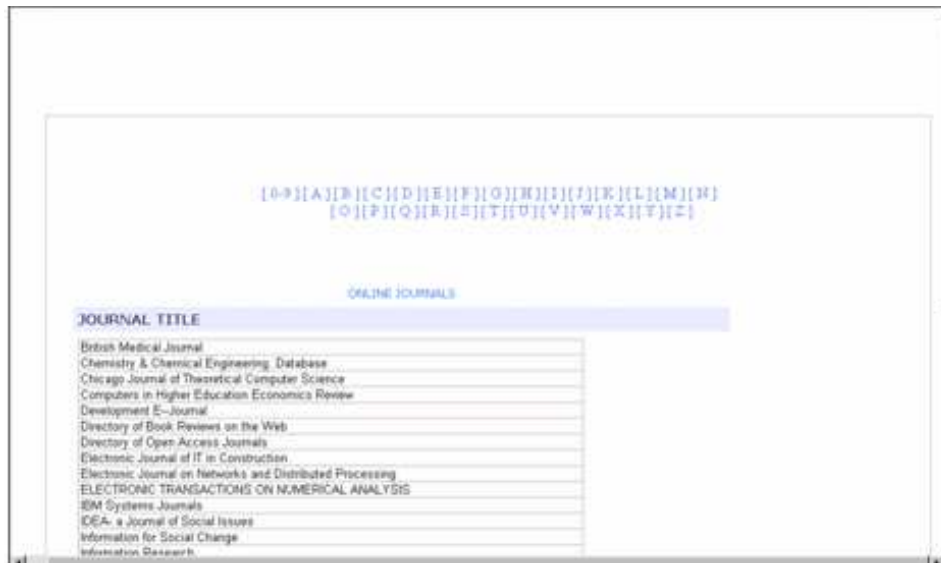 [0-9][A][B][C][D][E][F][G][H][I][J][K][L][M][N]
[O][P][Q][R][S][T][U][V][W][X][Y][Z]
ONLINE JOURNALS
JOURNAL TITLE
British Medical Journal
Chemistry & Chemical Engineering Database
Chicago Journal of Theoretical Computer Science
Computers in Higher Education Economics Review
Development E--Journal
Directory of Book Reviews on the Web
Directory of Open Access Journals
Electronic Journal of IT in Construction
Electronic Journal on Networks and Distributed Processing
ELECTRONIC TRANSACTIONS ON NUMERICAL ANALYSIS
IBM Systems Journals
IDEA- a Journal of Social Issues
Information for Social Change
Information Research